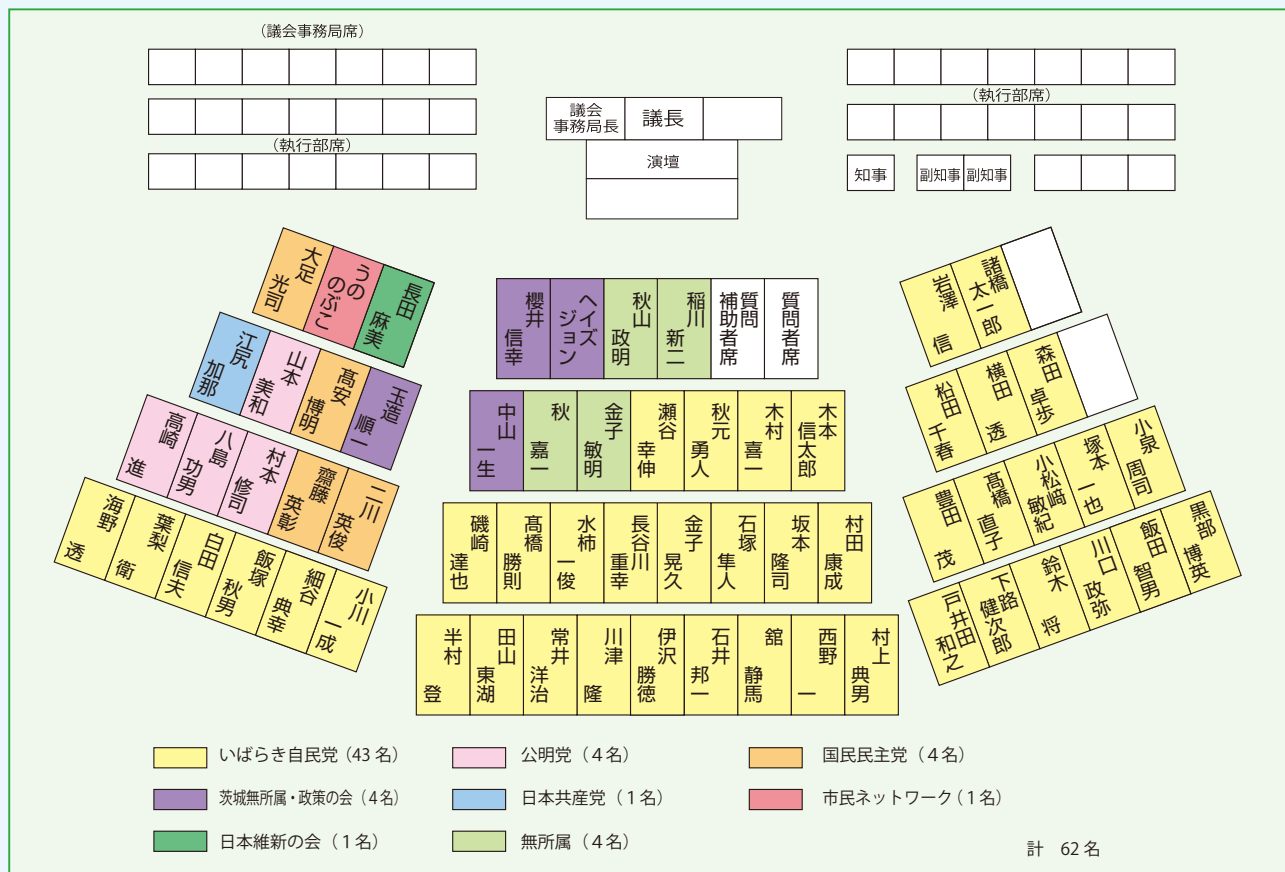 （議会事務局席）
（執行部席）
（執行部席）
議会
事務局長
議長
演壇
知事
副知事
副知事
大足 光司
うの のぶこ
長田 麻美
江尻 加那
山本 美和
髙安 博明
玉造 順一
高崎 進
八島 功男
村本 修司
齋藤 英彰
二川 英俊
海野 透
葉梨 衛
白田 信夫
飯塚 秋男
細谷 典幸
小川 一成
櫻井 信幸
ヘイズ ジョン
秋山 政明
稲川 新二
質問
補助者席
質問者席
中山 一生
秋 嘉一
金子 敏明
瀬谷 幸伸
秋元 勇人
木村 喜一
木本 信太郎
磯崎 達也
髙橋 勝則
水柿 一俊
長谷川 重幸
金子 晃久
石塚 隼人
坂本 隆司
村田 康成
半村 登
田山 東湖
常井 洋治
川津 隆
伊沢 勝徳
石井 邦一
舘 静馬
西野 一
村上 典男
岩澤 信
諸橋 太一郎
松田 千春
横田 透
森田 卓歩
豊田 茂
髙橋 直子
小松﨑 敏紀
塚本 一也
小泉 周司
戸井田 和之
下路 健次郎
鈴木 将
川口 政弥
飯田 智男
黒部 博英
いばらき自民党（43名）
公明党（4名）
国民民主党（4名）
茨城無所属・政策の会（4名）
日本共産党（1名）
市民ネットワーク（1名）
日本維新の会（1名）
無所属（4名）
計 62名